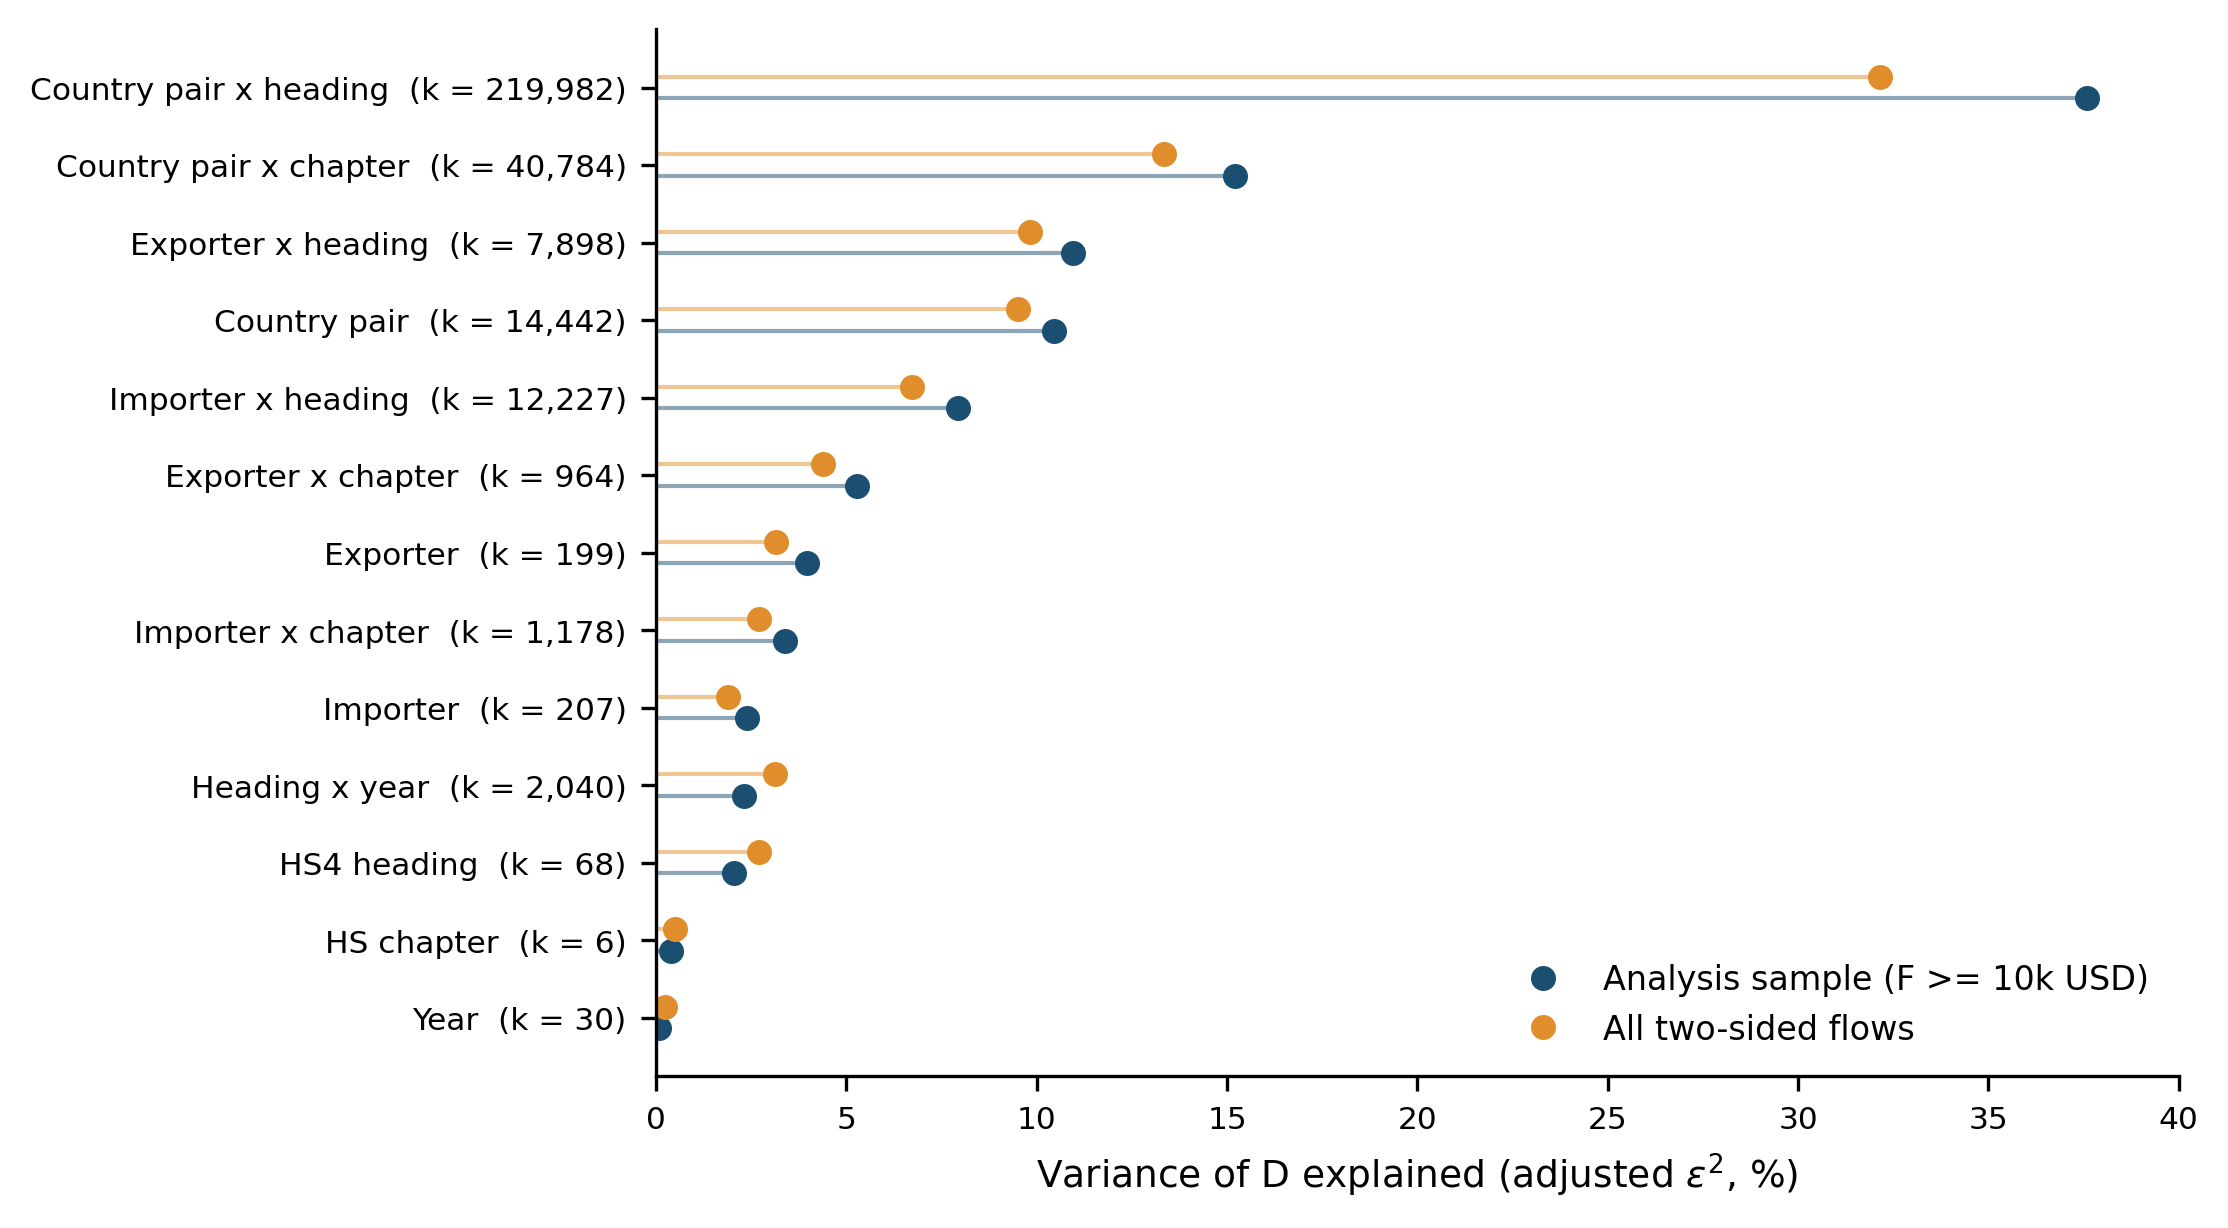 Country pair x heading (k = 219,982)
Country pair x chapter (k = 40,784)
Exporter x heading (k = 7,898)
Country pair (k = 14,442)
Importer x heading (k = 12,227)
Exporter x chapter (k = 964)
Exporter (k = 199)
Importer x chapter (k = 1,178)
Importer (k = 207)
Heading x year (k = 2,040)
HS4 heading (k = 68)
HS chapter (k = 6)
Year (k = 30)
Analysis sample (F >= 10k USD)
All two-sided flows
0 5 10 15 20 25 30 35 40
Variance of D explained (adjusted ε², %)